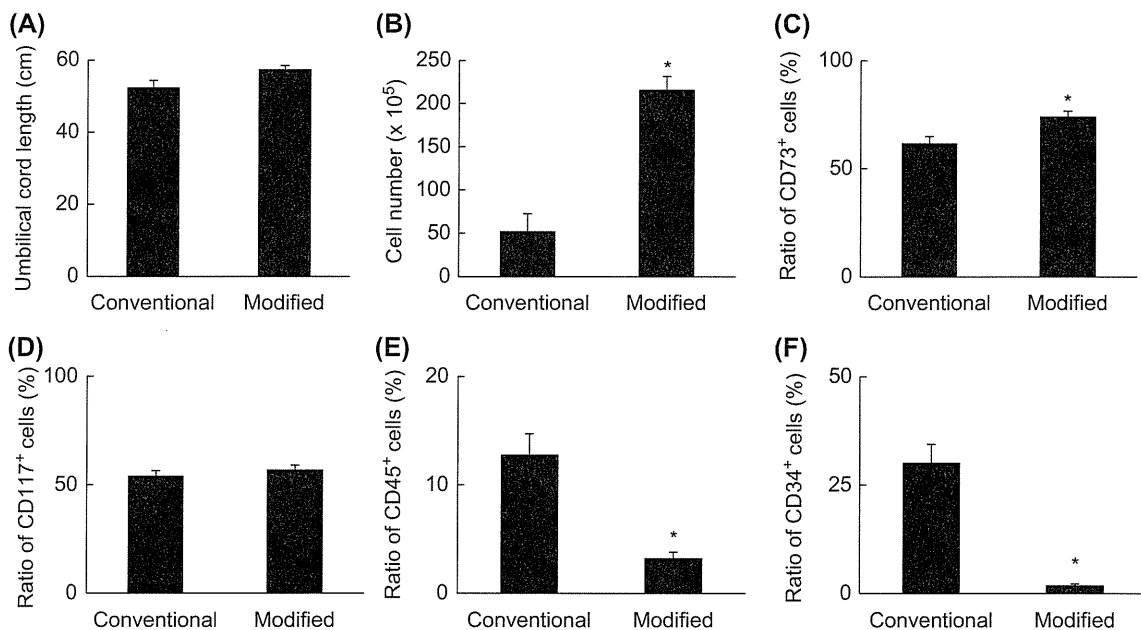 (A)
Umbilical cord length (cm)
60
40
20
0
Conventional Modified
(B)
Cell number (x 10⁵)
250
200
150
100
50
0
*
Conventional Modified
(C)
Ratio of CD73⁺ cells (%)
100
50
0
*
Conventional Modified
(D)
Ratio of CD117⁺ cells (%)
100
50
0
Conventional Modified
(E)
Ratio of CD45⁺ cells (%)
20
10
0
*
Conventional Modified
(F)
Ratio of CD34⁺ cells (%)
50
25
0
*
Conventional Modified